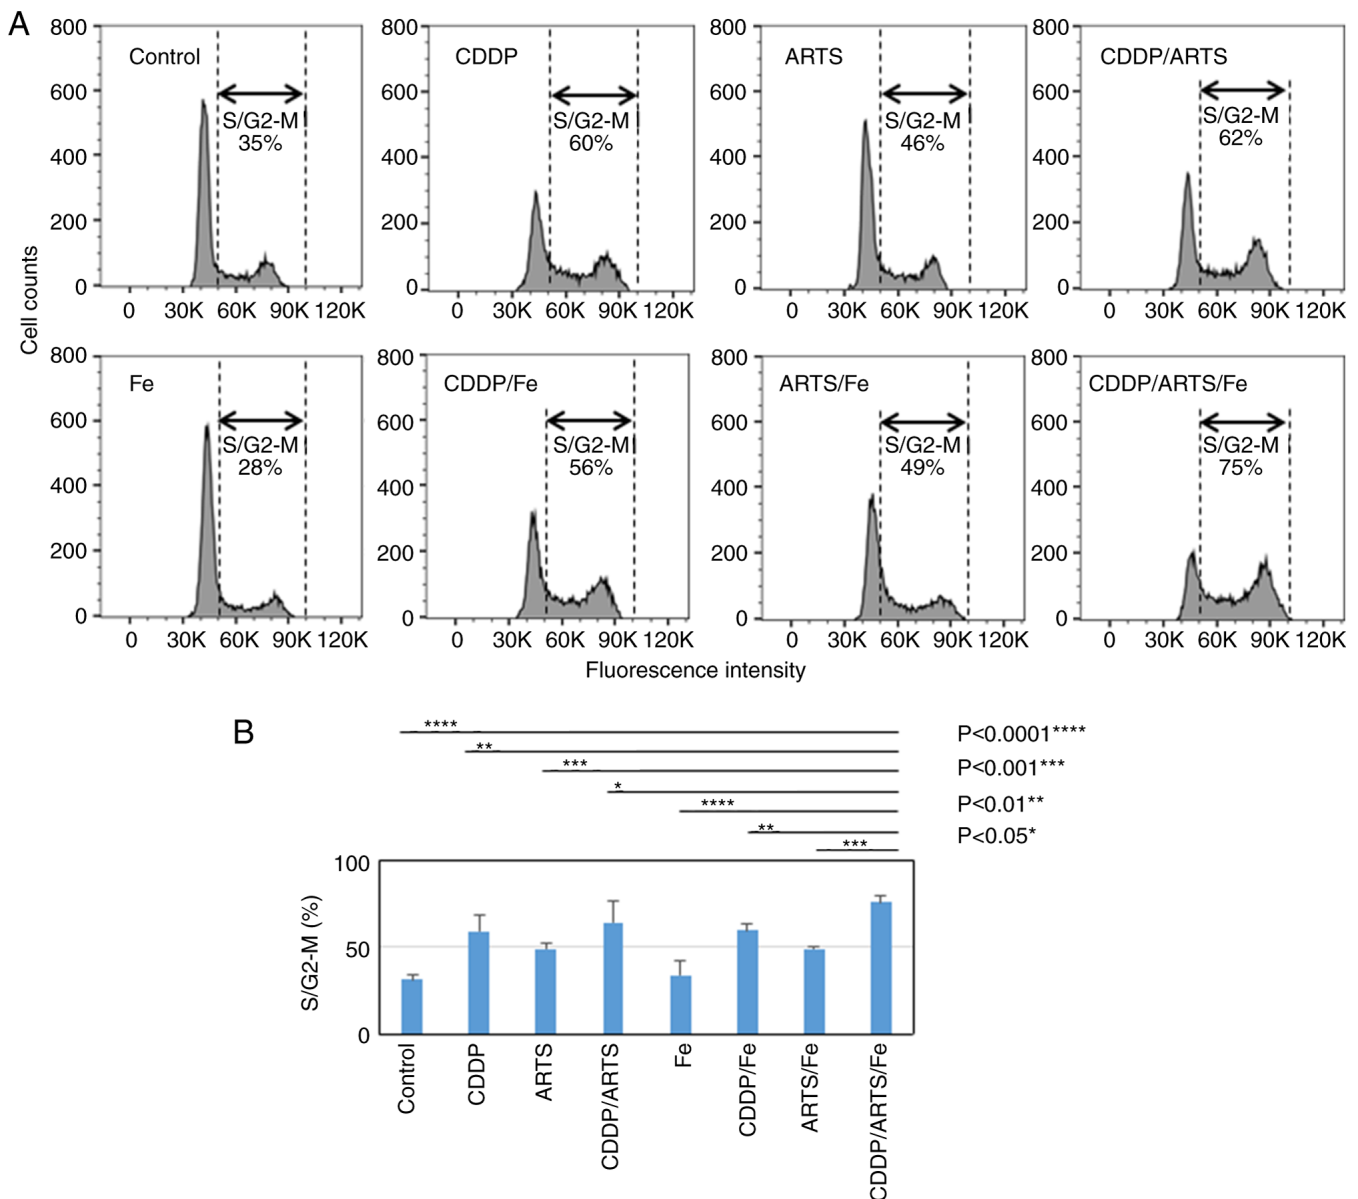 A
Control
S/G2-M
35%
800
600
400
200
0
0 30K 60K 90K 120K
CDDP
S/G2-M
60%
800
600
400
200
0
0 30K 60K 90K 120K
ARTS
S/G2-M
46%
800
600
400
200
0
0 30K 60K 90K 120K
CDDP/ARTS
S/G2-M
62%
800
600
400
200
0
0 30K 60K 90K 120K
Cell counts
Fe
S/G2-M
28%
800
600
400
200
0
0 30K 60K 90K 120K
CDDP/Fe
S/G2-M
56%
800
600
400
200
0
0 30K 60K 90K 120K
ARTS/Fe
S/G2-M
49%
800
600
400
200
0
0 30K 60K 90K 120K
CDDP/ARTS/Fe
S/G2-M
75%
800
600
400
200
0
0 30K 60K 90K 120K
Fluorescence intensity
B
****
**
***
*
****
**
***
P<0.0001****
P<0.001***
P<0.01**
P<0.05*
S/G2-M (%)
100
50
0
Control
CDDP
ARTS
CDDP/ARTS
Fe
CDDP/Fe
ARTS/Fe
CDDP/ARTS/Fe